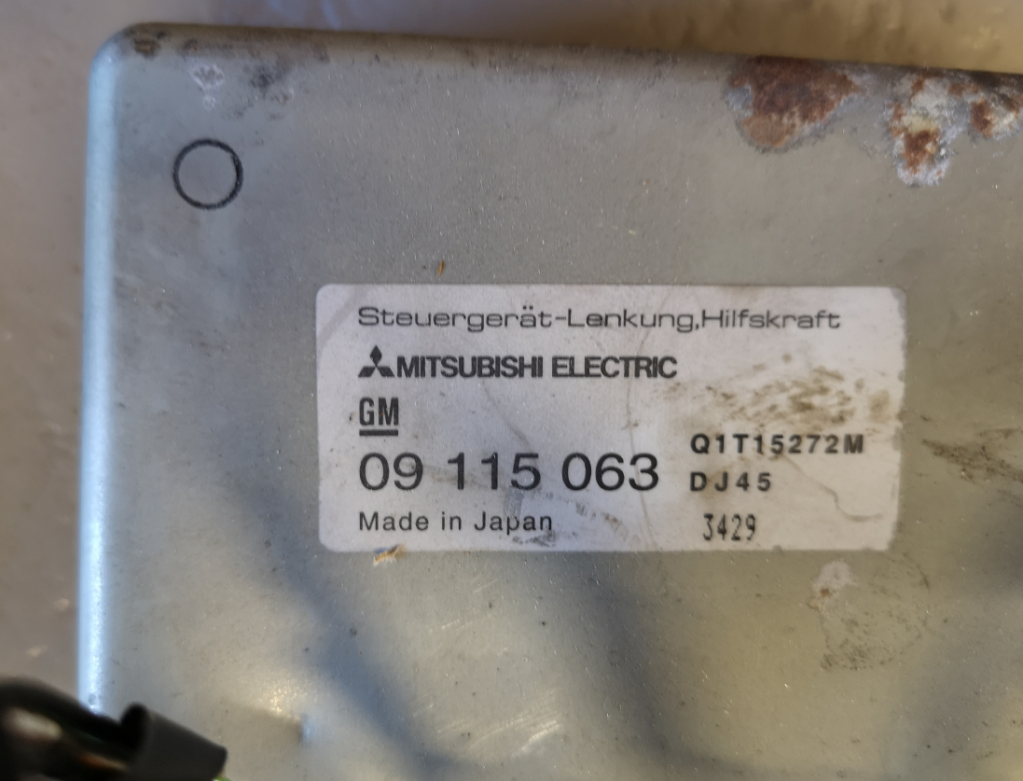 Steuergerät-Lenkung,Hilfskraft
MITSUBISHI ELECTRIC
GM
09 115 063
Q1T15272M
DJ45
Made in Japan
3429